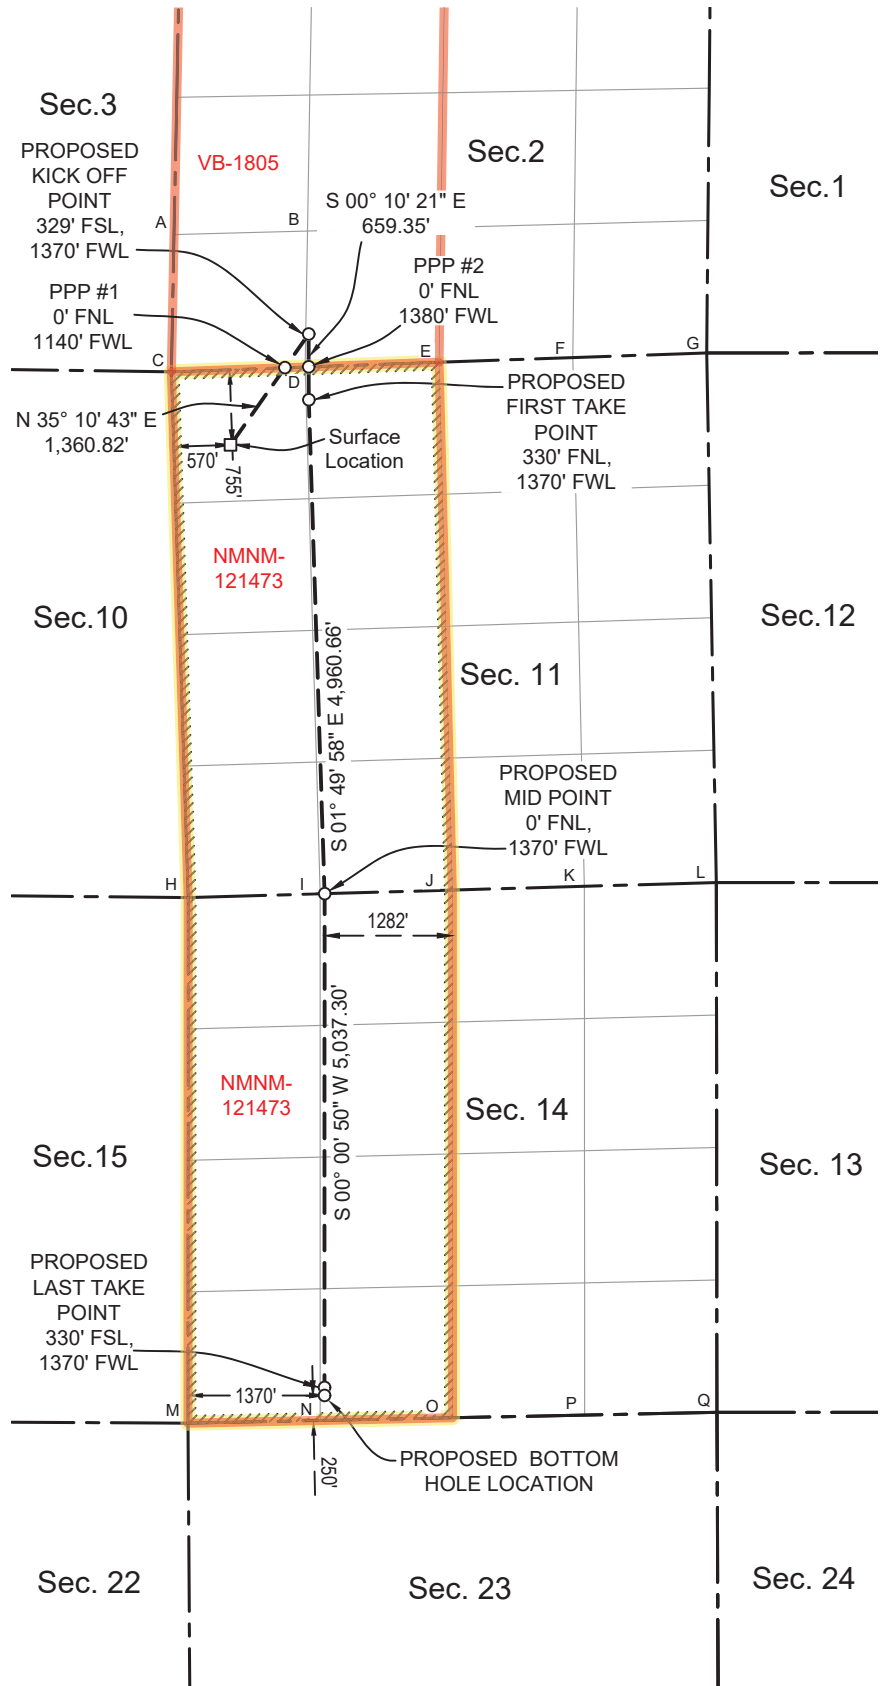 Sec.3
PROPOSED
KICK OFF
POINT
329' FSL,
1370' FWL
VB-1805
Sec.2
Sec.1
A
B
S 00° 10' 21" E
659.35'
PPP #2
0' FNL
1380' FWL
PPP #1
0' FNL
1140' FWL
C
D
E
F
G
N 35° 10' 43" E
1,360.82'
570'
755'
Surface
Location
PROPOSED
FIRST TAKE
POINT
330' FNL,
1370' FWL
NMNM-
121473
Sec.10
Sec. 11
Sec.12
S 01° 49' 58" E 4,960.66'
PROPOSED
MID POINT
0' FNL,
1370' FWL
H
I
J
K
L
1282'
S 00° 00' 50" W 5,037.30'
NMNM-
121473
Sec.15
Sec. 14
Sec. 13
PROPOSED
LAST TAKE
POINT
330' FSL,
1370' FWL
1370'
M
N
O
P
Q
250'
PROPOSED BOTTOM
HOLE LOCATION
Sec. 22
Sec. 23
Sec. 24